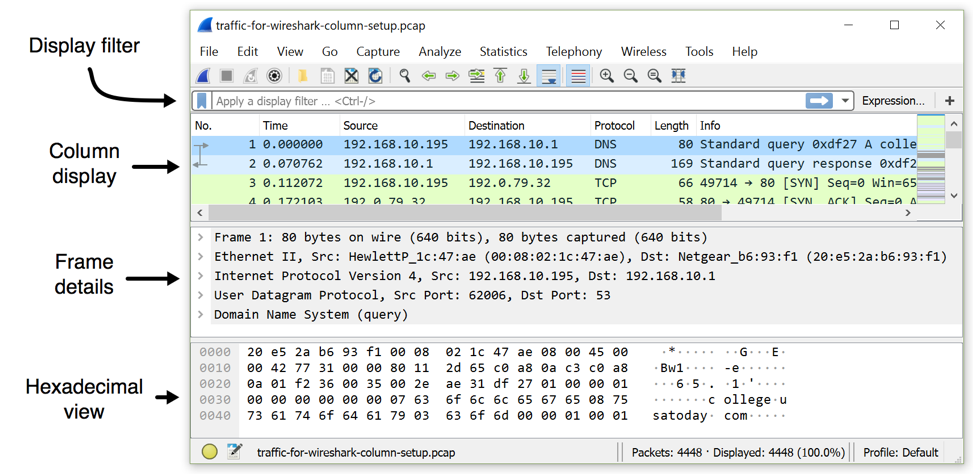 traffic-for-wireshark-column-setup.pcap
File Edit View Go Capture Analyze Statistics Telephony Wireless Tools Help
Display filter
Apply a display filter ... <Ctrl-/> Expression... +
No. Time Source Destination Protocol Length Info
1 0.000000 192.168.10.195 192.168.10.1 DNS 80 Standard query 0xdf27 A colle
Column
display
2 0.070762 192.168.10.1 192.168.10.195 DNS 169 Standard query response 0xdf2
3 0.112072 192.168.10.195 192.0.79.32 TCP 66 49714 → 80 [SYN] Seq=0 Win=65
4 0.172103 192.0.79.32 192.168.10.195 TCP 58 80 → 49714 [SYN, ACK] Seq=0 A
Frame
details
> Frame 1: 80 bytes on wire (640 bits), 80 bytes captured (640 bits)
> Ethernet II, Src: HewlettP_1c:47:ae (00:08:02:1c:47:ae), Dst: Netgear_b6:93:f1 (20:e5:2a:b6:93:f1)
> Internet Protocol Version 4, Src: 192.168.10.195, Dst: 192.168.10.1
> User Datagram Protocol, Src Port: 62006, Dst Port: 53
> Domain Name System (query)
Hexadecimal
view
0000 20 e5 2a b6 93 f1 00 08 02 1c 47 ae 08 00 45 00 ·*····· ··G···E·
0010 00 42 77 31 00 00 80 11 2d 65 c0 a8 0a c3 c0 a8 ·Bw1···· -e······
0020 0a 01 f2 36 00 35 00 2e ae 31 df 27 01 00 00 01 ···6·5·. ·1·'····
0030 00 00 00 00 00 00 07 63 6f 6c 6c 65 67 65 08 75 ·······c ollege·u
0040 73 61 74 6f 64 61 79 03 63 6f 6d 00 00 01 00 01 satoday· com·····
traffic-for-wireshark-column-setup.pcap Packets: 4448 · Displayed: 4448 (100.0%) Profile: Default